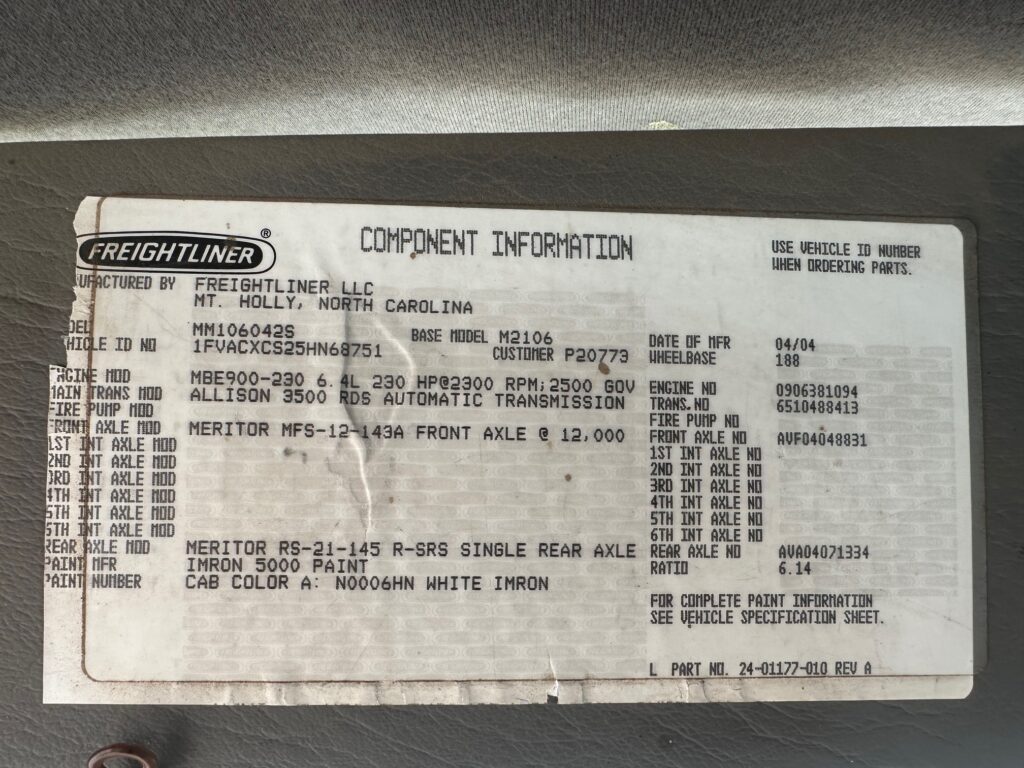 FREIGHTLINER ®
COMPONENT INFORMATION
USE VEHICLE ID NUMBER
WHEN ORDERING PARTS.
UFACTURED BY FREIGHTLINER LLC
MT. HOLLY, NORTH CAROLINA
DEL MM106042S BASE MODEL M2106 DATE OF MFR 04/04
HICLE ID NO 1FVACXCS25HN68751 CUSTOMER P20773 WHEELBASE 188
NGINE MOD MBE900-230 6.4L 230 HP@2300 RPM;2500 GOV ENGINE NO 0906381094
MAIN TRANS MOD ALLISON 3500 RDS AUTOMATIC TRANSMISSION TRANS.NO 6510488413
FIRE PUMP MOD FIRE PUMP NO
FRONT AXLE MOD MERITOR MFS-12-143A FRONT AXLE @ 12,000 FRONT AXLE NO AVF04048831
1ST INT AXLE MOD 1ST INT AXLE NO
2ND INT AXLE MOD 2ND INT AXLE NO
3RD INT AXLE MOD 3RD INT AXLE NO
4TH INT AXLE MOD 4TH INT AXLE NO
5TH INT AXLE MOD 5TH INT AXLE NO
6TH INT AXLE MOD 6TH INT AXLE NO
REAR AXLE MOD MERITOR RS-21-145 R-SRS SINGLE REAR AXLE REAR AXLE NO AVA04071334
PAINT MFR IMRON 5000 PAINT RATIO 6.14
PAINT NUMBER CAB COLOR A: N0006HN WHITE IMRON
FOR COMPLETE PAINT INFORMATION
SEE VEHICLE SPECIFICATION SHEET.
L PART NO. 24-01177-010 REV A